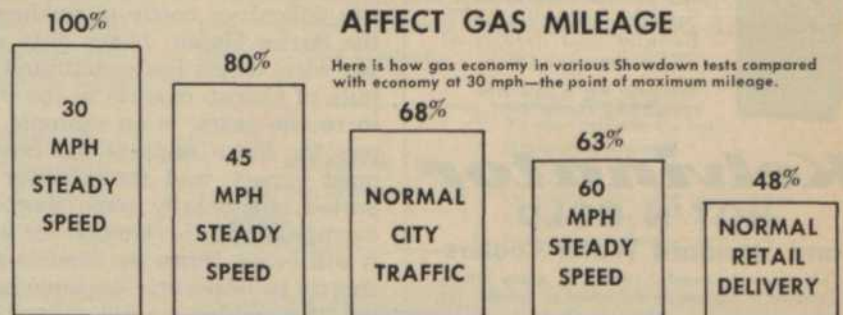 AFFECT GAS MILEAGE
Here is how gas economy in various Showdown tests compared
with economy at 30 mph—the point of maximum mileage.
100%
30
MPH
STEADY
SPEED
80%
45
MPH
STEADY
SPEED
68%
NORMAL
CITY
TRAFFIC
63%
60
MPH
STEADY
SPEED
48%
NORMAL
RETAIL
DELIVERY